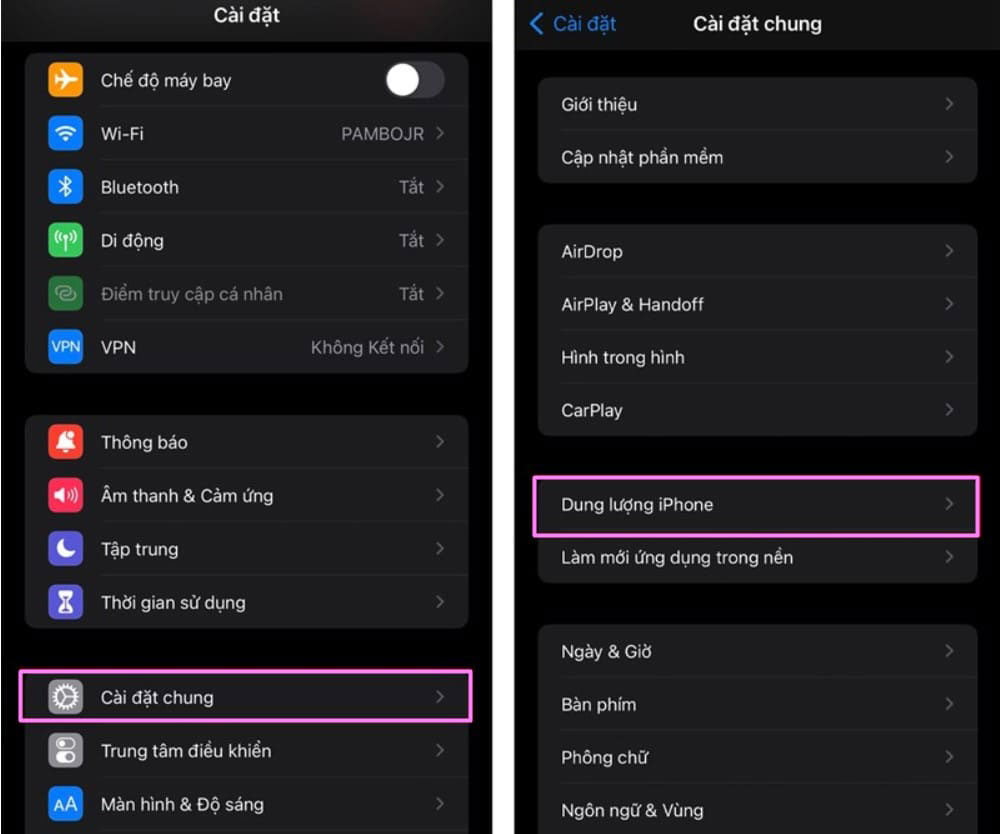 Cài đặt
Chế độ máy bay
Wi-Fi PAMBOJR
Bluetooth Tắt
Di động Tắt
Điểm truy cập cá nhân Tắt
VPN VPN Không Kết nối
Thông báo
Âm thanh & Cảm ứng
Tập trung
Thời gian sử dụng
Cài đặt chung
Trung tâm điều khiển
AA Màn hình & Độ sáng
Cài đặt Cài đặt chung
Giới thiệu
Cập nhật phần mềm
AirDrop
AirPlay & Handoff
Hình trong hình
CarPlay
Dung lượng iPhone
Làm mới ứng dụng trong nền
Ngày & Giờ
Bàn phím
Phông chữ
Ngôn ngữ & Vùng